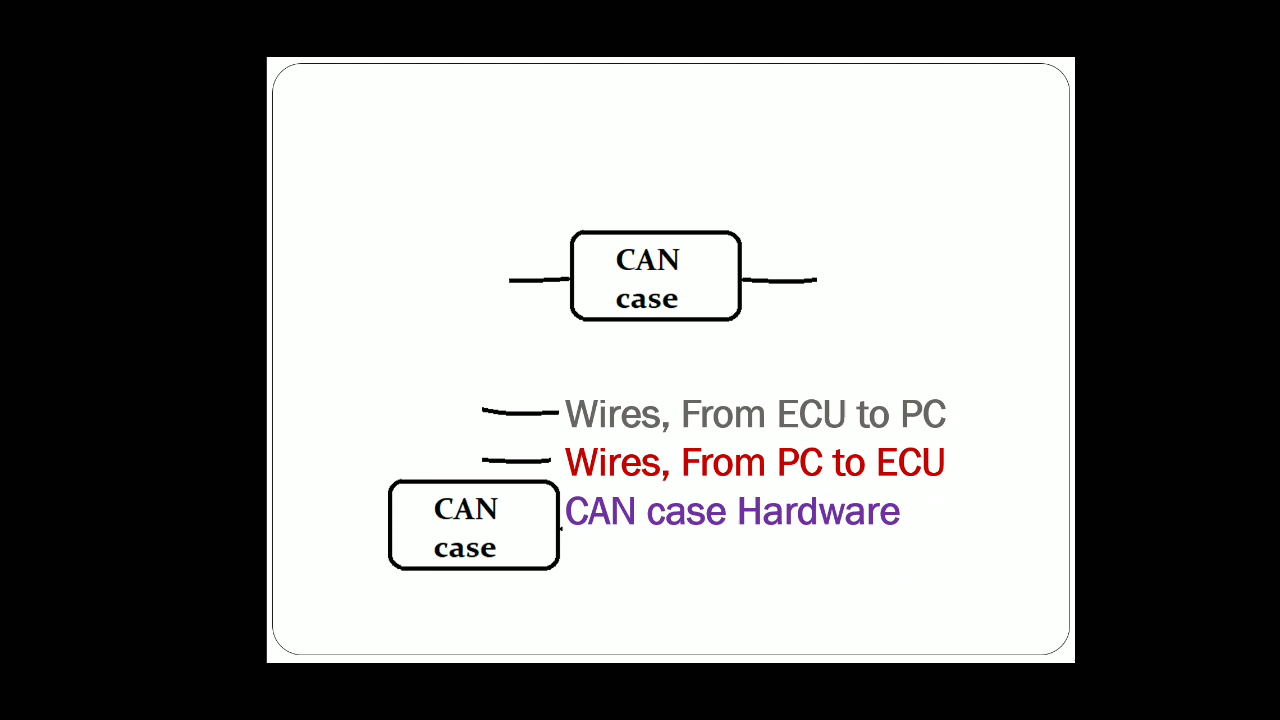 CAN
case
Wires, From ECU to PC
Wires, From PC to ECU
CAN case Hardware
CAN
case